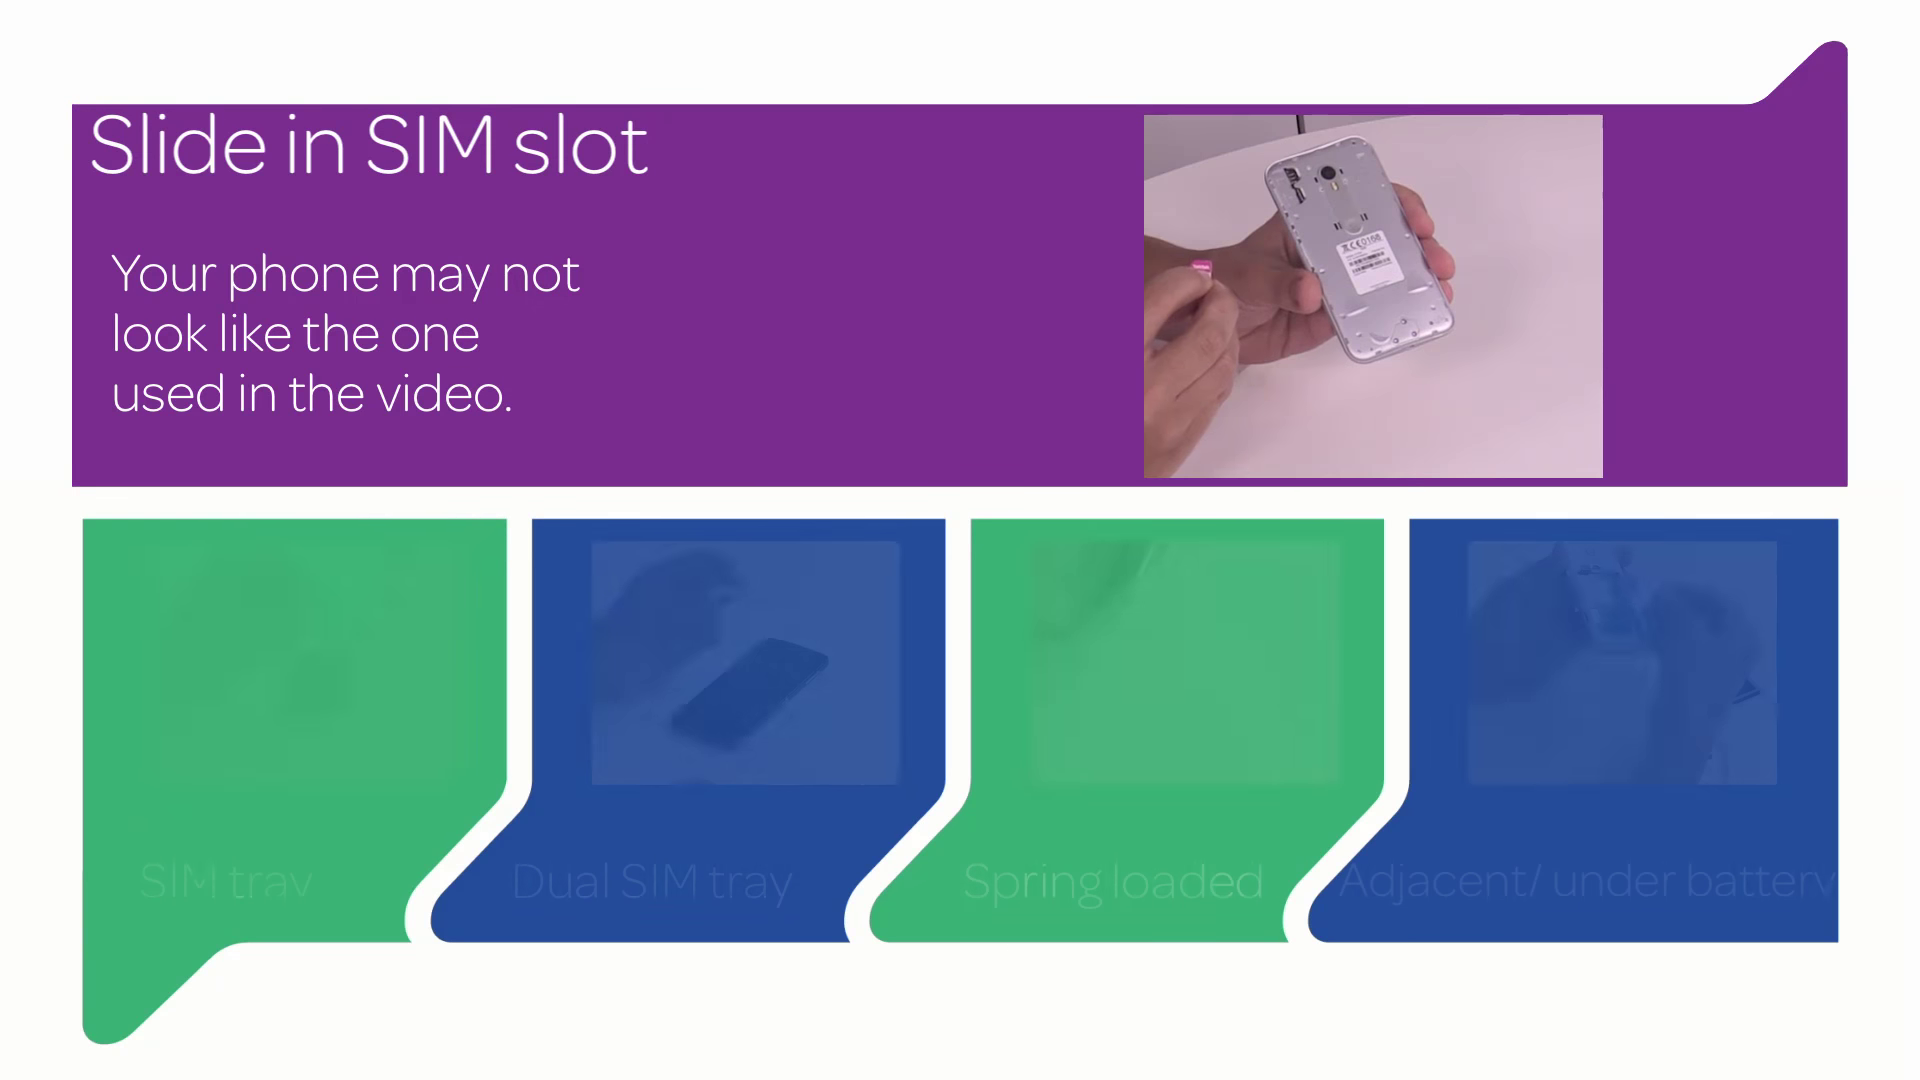 Slide in SIM slot
Your phone may not
look like the one
used in the video.
SIM tray
Dual SIM tray
Spring loaded
Adjacent/ under battery